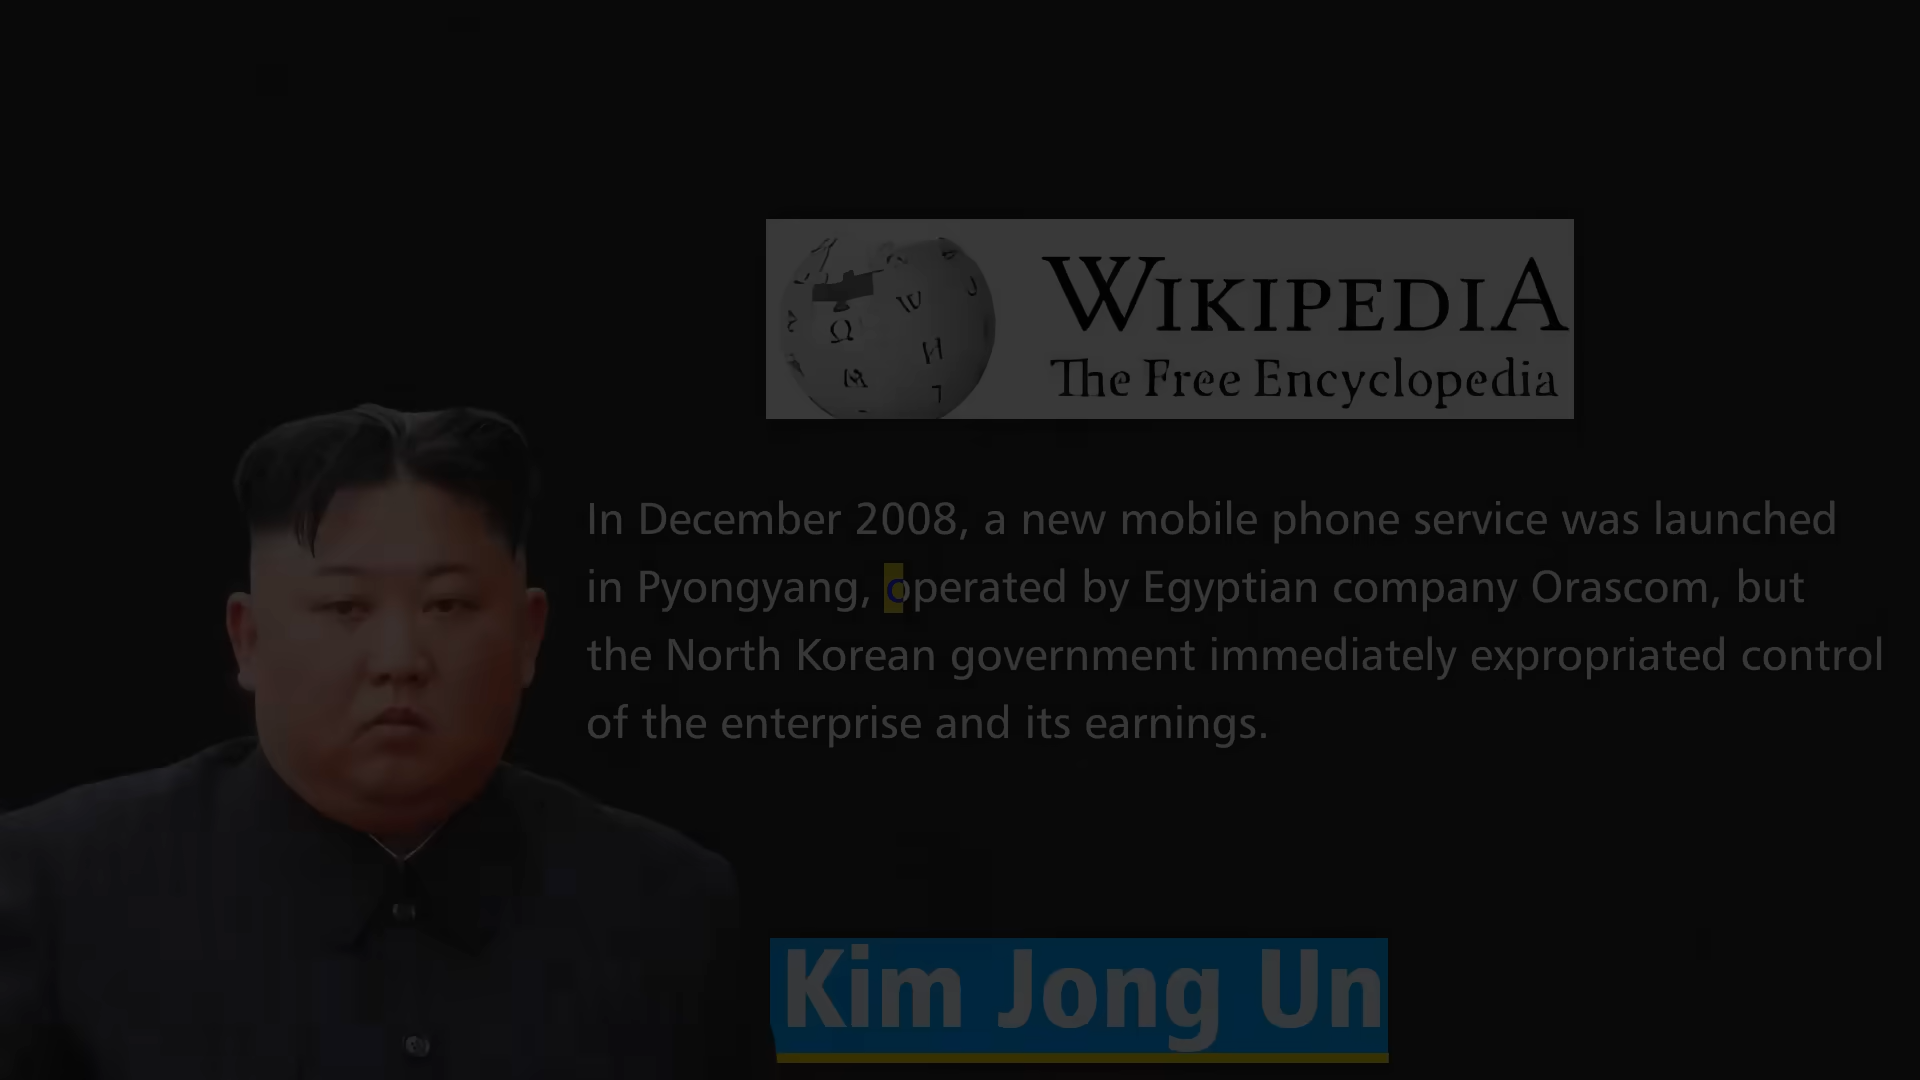 WIKIPEDIA
The Free Encyclopedia
In December 2008, a new mobile phone service was launched
in Pyongyang, operated by Egyptian company Orascom, but
the North Korean government immediately expropriated control
of the enterprise and its earnings.
Kim Jong Un